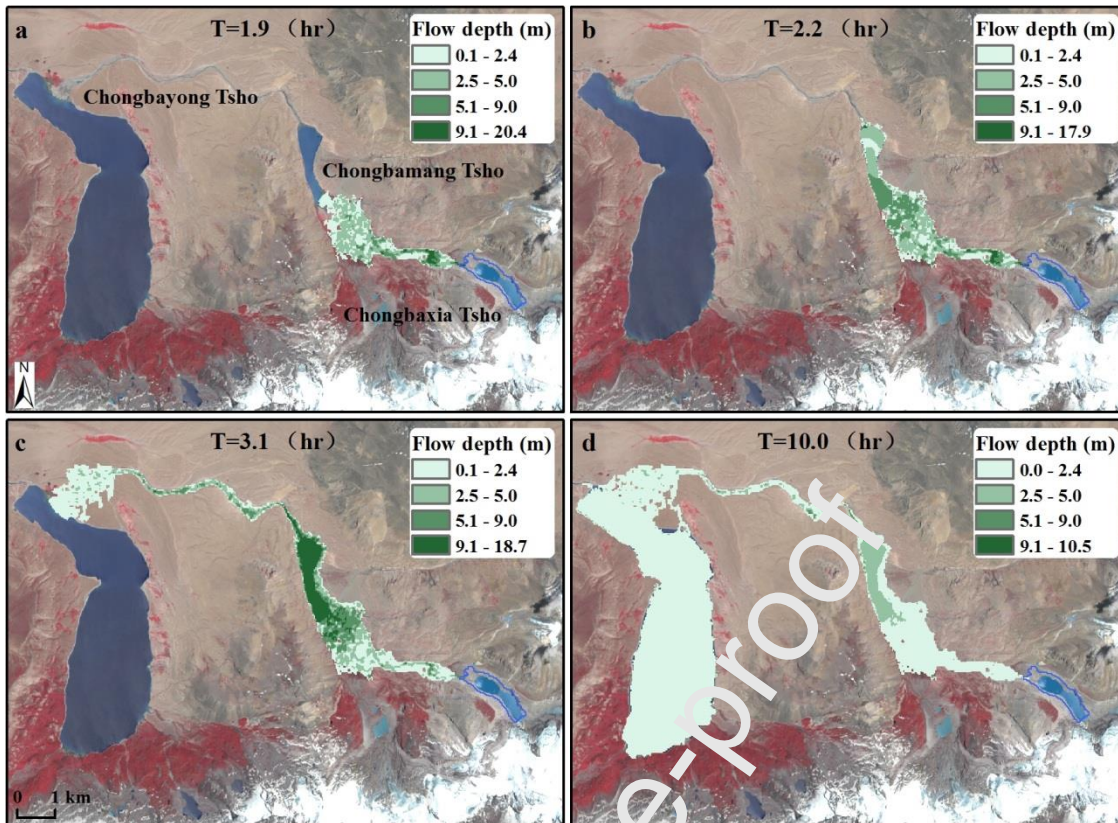 a
T=1.9 （hr）
Flow depth (m)
0.1 - 2.4
2.5 - 5.0
5.1 - 9.0
9.1 - 20.4
Chongbayong Tsho
Chongbamang Tsho
Chongbaxia Tsho
N
b
T=2.2 （hr）
Flow depth (m)
0.1 - 2.4
2.5 - 5.0
5.1 - 9.0
9.1 - 17.9
c
T=3.1 （hr）
Flow depth (m)
0.1 - 2.4
2.5 - 5.0
5.1 - 9.0
9.1 - 18.7
0 1 km
d
T=10.0 （hr）
Flow depth (m)
0.0 - 2.4
2.5 - 5.0
5.1 - 9.0
9.1 - 10.5
e-proof